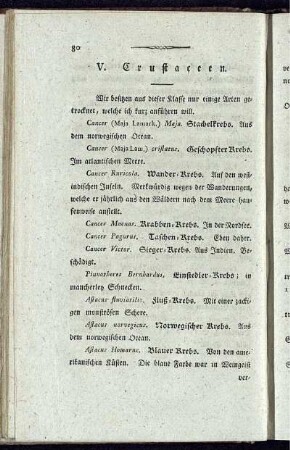 80
V. Crustaceen.
Wir besitzen aus dieser Klasse nur einige Arten ge-
trocknet, welche ich kurz anführen will.
Cancer (Maja Lamarck.) Maja. Stachelkrebs. Aus
dem norwegischen Ocean.
Cancer (Maja Lam.) cristatus. Geschopfter Krebs.
Im atlantischen Meere.
Cancer Ruricola. Wander-Krebs. Auf den west-
indischen Inseln. Merkwürdig wegen der Wanderungen,
welche er jährlich aus den Wäldern nach dem Meere hau-
fenweise anstellt.
Cancer Maenas. Krabben-Krebs. In der Nordsee.
Cancer Pagurus. Taschen-Krebs. Eben daher.
Cancer Victor. Sieger-Krebs. Aus Indien. Be-
schädigt.
Bernhardus. Einsiedler-Krebs; in
mancherley Schnecken.
Astacus fluviatilis. Fluß-Krebs. Mit einer zacki-
gen monströsen Schere.
Astacus norvegicus. Norwegischer Krebs. Aus
dem norwegischen Ocean.
Astacus Homarus. Blauer Krebs. Von den ame-
rikanischen Küsten. Die blaue Farbe war in Weingeist
ver-